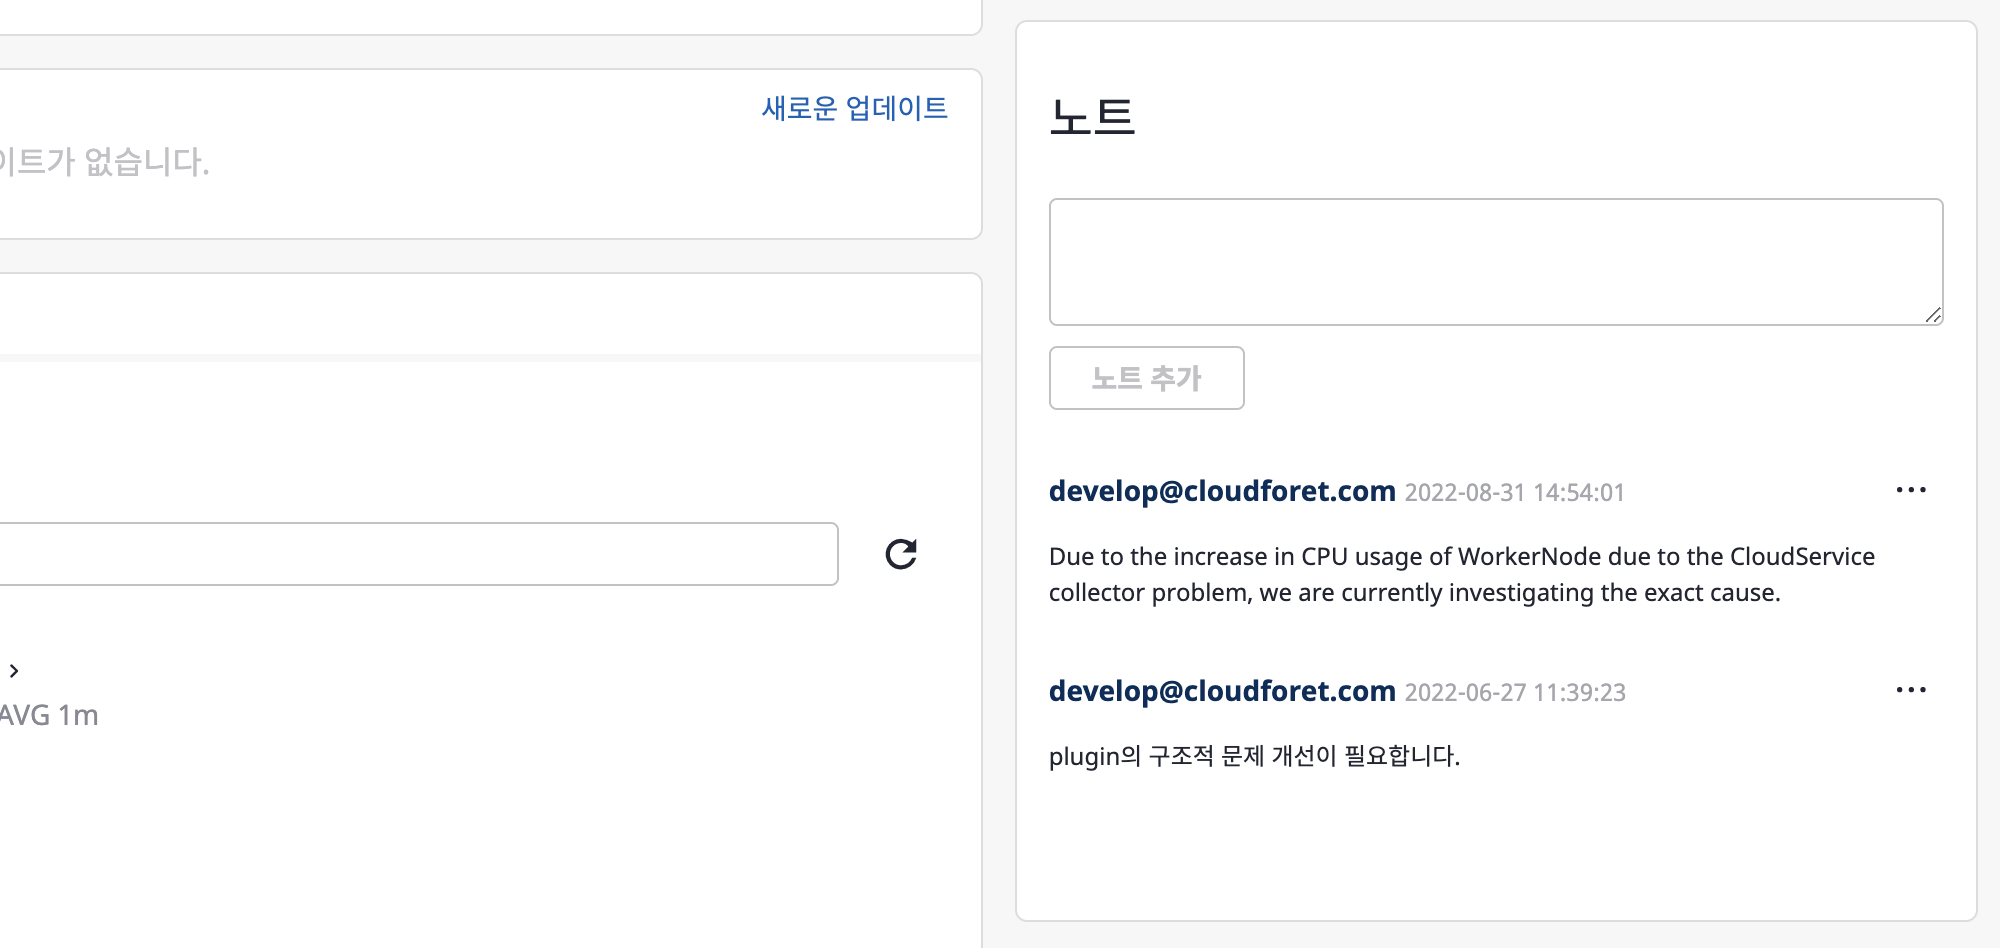 새로운 업데이트
이트가 없습니다.
AVG 1m
노트
노트 추가
develop@cloudforet.com 2022-08-31 14:54:01
Due to the increase in CPU usage of WorkerNode due to the CloudService
collector problem, we are currently investigating the exact cause.
develop@cloudforet.com 2022-06-27 11:39:23
plugin의 구조적 문제 개선이 필요합니다.